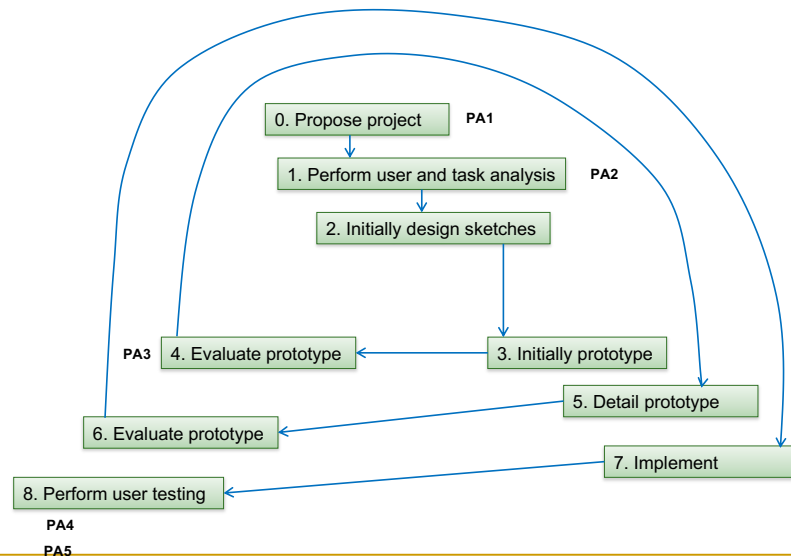 0. Propose project
PA1
1. Perform user and task analysis
PA2
2. Initially design sketches
PA3
4. Evaluate prototype
3. Initially prototype
5. Detail prototype
6. Evaluate prototype
7. Implement
8. Perform user testing
PA4
PA5